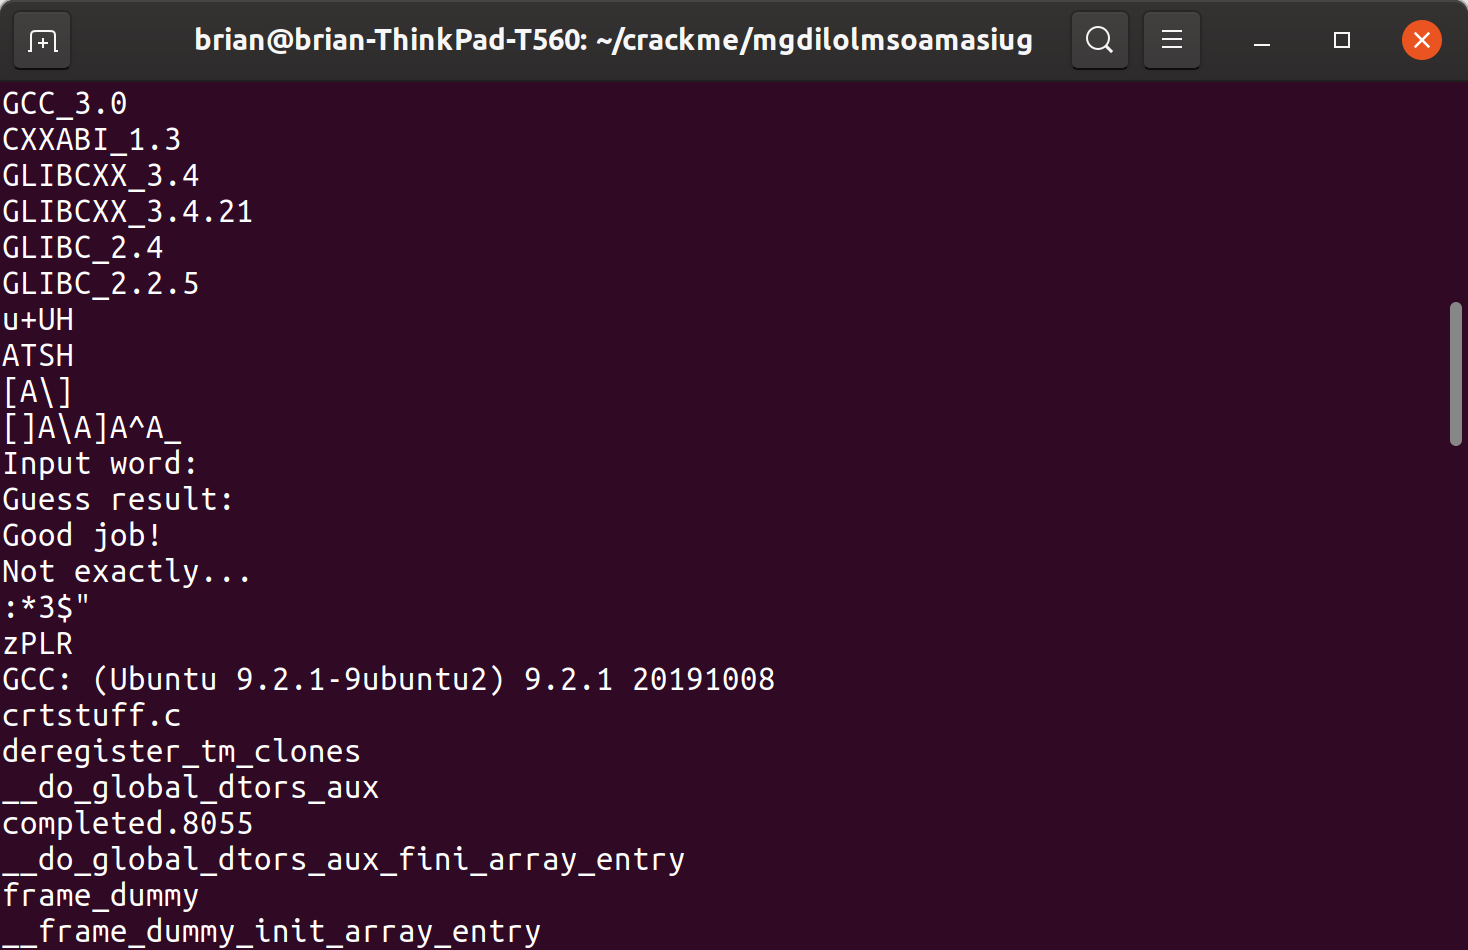 brian@brian-ThinkPad-T560: ~/crackme/mgdilolmsoamasiug
GCC_3.0
CXXABI_1.3
GLIBCXX_3.4
GLIBCXX_3.4.21
GLIBC_2.4
GLIBC_2.2.5
u+UH
ATSH
[A\]
[]A\A]A^A_
Input word:
Guess result:
Good job!
Not exactly...
:*3$"
zPLR
GCC: (Ubuntu 9.2.1-9ubuntu2) 9.2.1 20191008
crtstuff.c
deregister_tm_clones
__do_global_dtors_aux
completed.8055
__do_global_dtors_aux_fini_array_entry
frame_dummy
__frame_dummy_init_array_entry